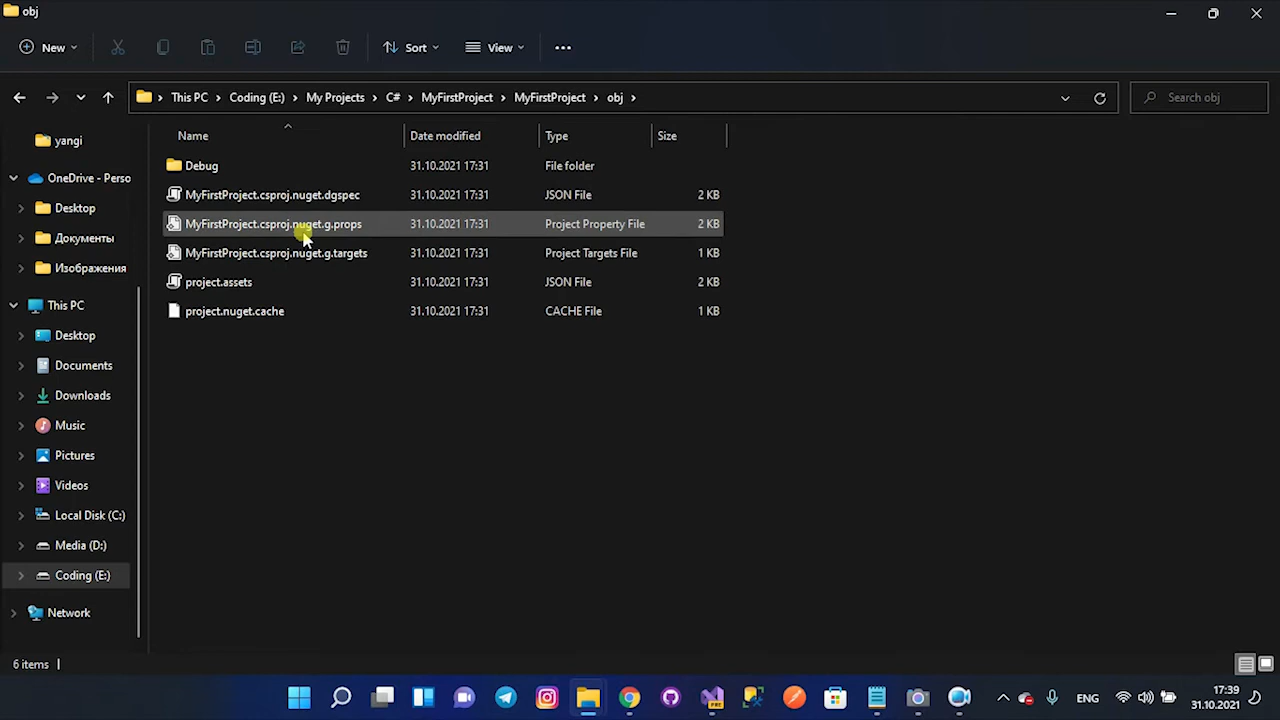 obj
New
Sort
View
This PC > Coding (E:) > My Projects > C# > MyFirstProject > MyFirstProject > obj >
Search obj
Name Date modified Type Size
yangi
OneDrive - Perso
Desktop
Документы
Изображения
This PC
Desktop
Documents
Downloads
Music
Pictures
Videos
Local Disk (C:)
Media (D:)
Coding (E:)
Network
Debug 31.10.2021 17:31 File folder
MyFirstProject.csproj.nuget.dgspec 31.10.2021 17:31 JSON File 2 KB
MyFirstProject.csproj.nuget.g.props 31.10.2021 17:31 Project Property File 2 KB
MyFirstProject.csproj.nuget.g.targets 31.10.2021 17:31 Project Targets File 1 KB
project.assets 31.10.2021 17:31 JSON File 2 KB
project.nuget.cache 31.10.2021 17:31 CACHE File 1 KB
6 items
PRE
ENG
17:39
31.10.2021